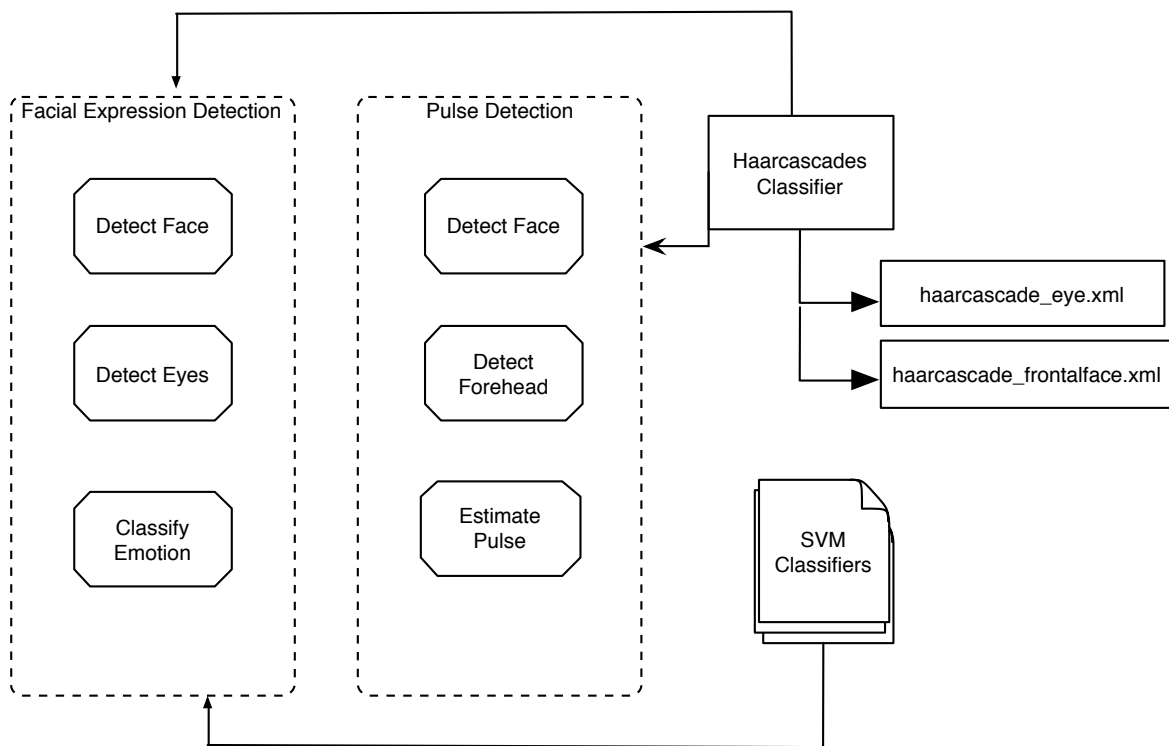 Facial Expression Detection
Detect Face
Detect Eyes
Classify
Emotion
Pulse Detection
Detect Face
Detect
Forehead
Estimate
Pulse
Haarcascades
Classifier
haarcascade_eye.xml
haarcascade_frontalface.xml
SVM
Classifiers